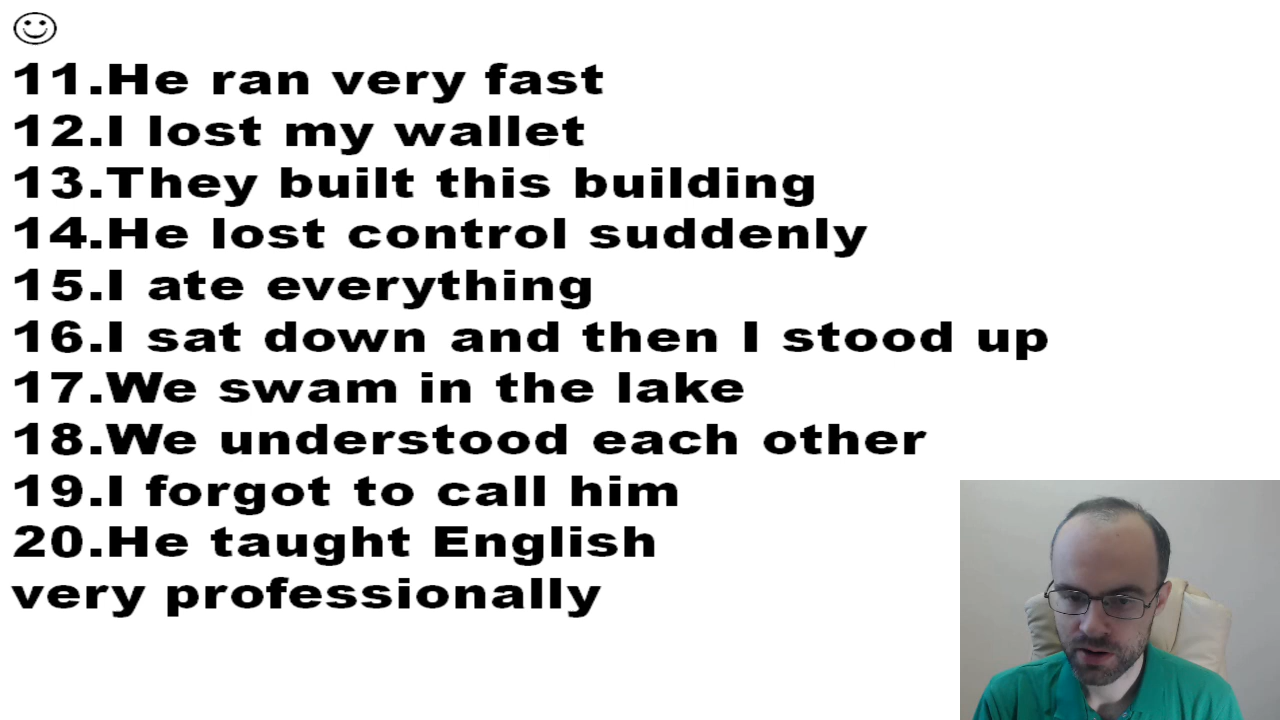 11.He ran very fast
12.I lost my wallet
13.They built this building
14.He lost control suddenly
15.I ate everything
16.I sat down and then I stood up
17.We swam in the lake
18.We understood each other
19.I forgot to call him
20.He taught English
very professionally